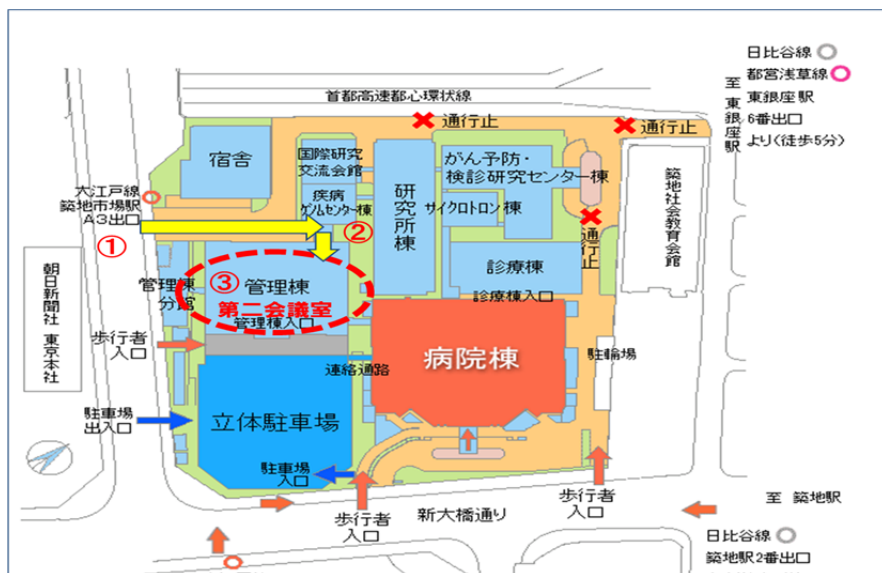 日比谷線
都営浅草線
至 東銀座駅
東銀座駅
6番出口
より(徒歩5分)
首都高速都心環状線
通行止
通行止
宿舎
国際研究
交流会館
研究所棟
がん予防・
検診研究センター棟
築地社会教育会館
大江戸線
築地市場駅
A3出口
疾病
ゲノムセンター棟
サイクロトロン棟
①
②
通行止
朝日新聞社 東京本社
管理棟
分館
③
管理棟
第二会議室
管理棟入口
診療棟
診療棟入口
歩行者
入口
連絡通路
病院棟
駐輪場
駐車場
出入口
立体駐車場
駐車場
入口
歩行者
入口
新大橋通り
歩行者
入口
至 築地駅
日比谷線
築地駅2番出口